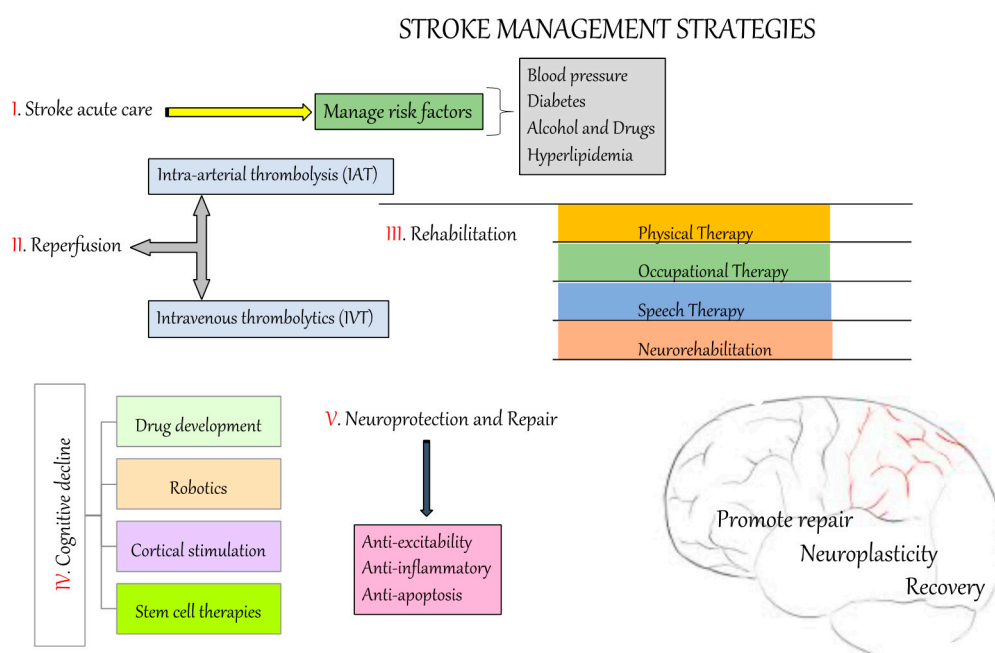 STROKE MANAGEMENT STRATEGIES
I. Stroke acute care
Manage risk factors
Blood pressure
Diabetes
Alcohol and Drugs
Hyperlipidemia
Intra-arterial thrombolysis (IAT)
II. Reperfusion
Intravenous thrombolytics (IVT)
III. Rehabilitation
Physical Therapy
Occupational Therapy
Speech Therapy
Neurorehabilitation
IV. Cognitive decline
Drug development
Robotics
Cortical stimulation
Stem cell therapies
V. Neuroprotection and Repair
Anti-excitability
Anti-inflammatory
Anti-apoptosis
Promote repair
Neuroplasticity
Recovery